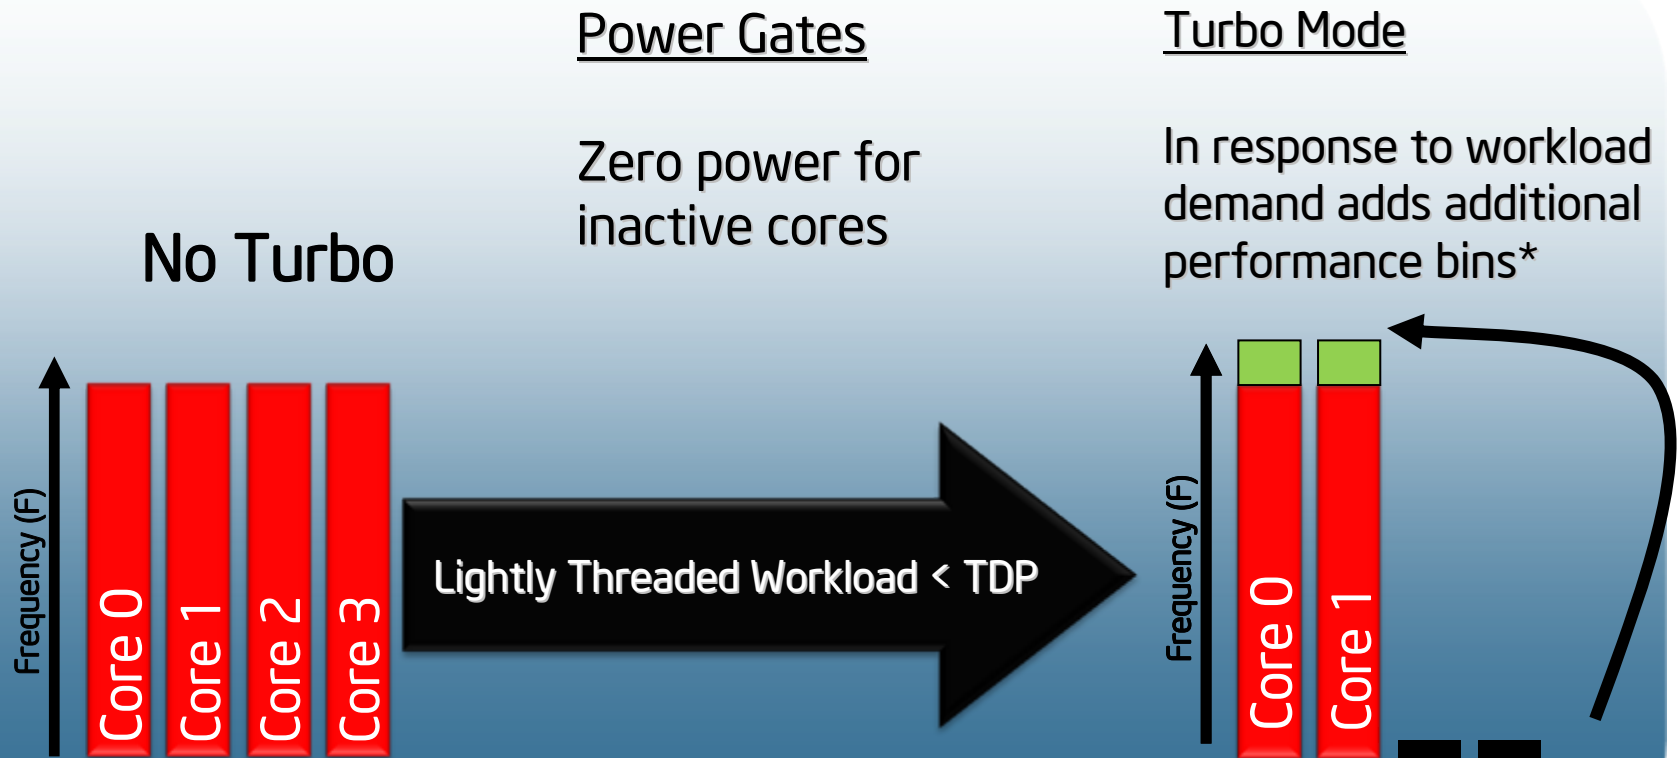 Power Gates
Zero power for
inactive cores
Turbo Mode
In response to workload
demand adds additional
performance bins*
No Turbo
Frequency (F)
Core 0
Core 1
Core 2
Core 3
Lightly Threaded Workload < TDP
Frequency (F)
Core 0
Core 1